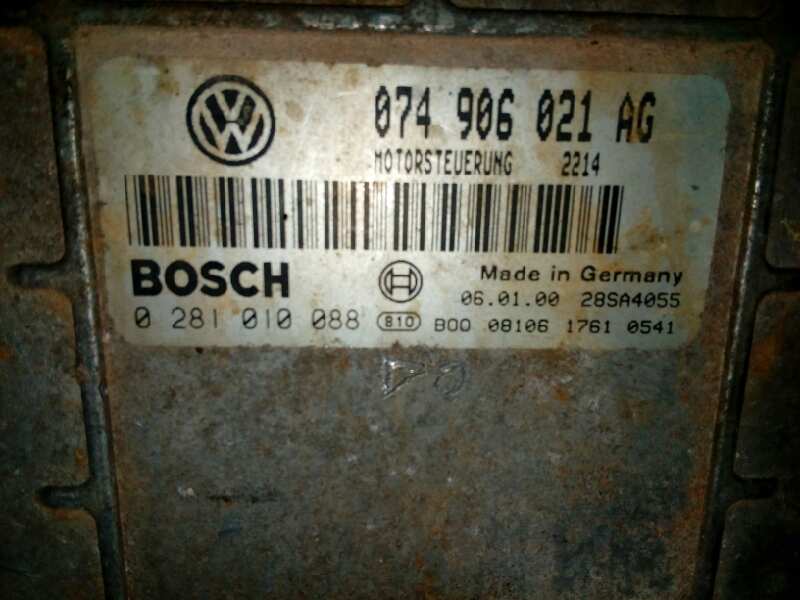 074 906 021 AG
MOTORSTEUERUNG 2214
BOSCH
Made in Germany
06.01.00 28SA4055
0 281 010 088 810 B00 08106 1761 0541